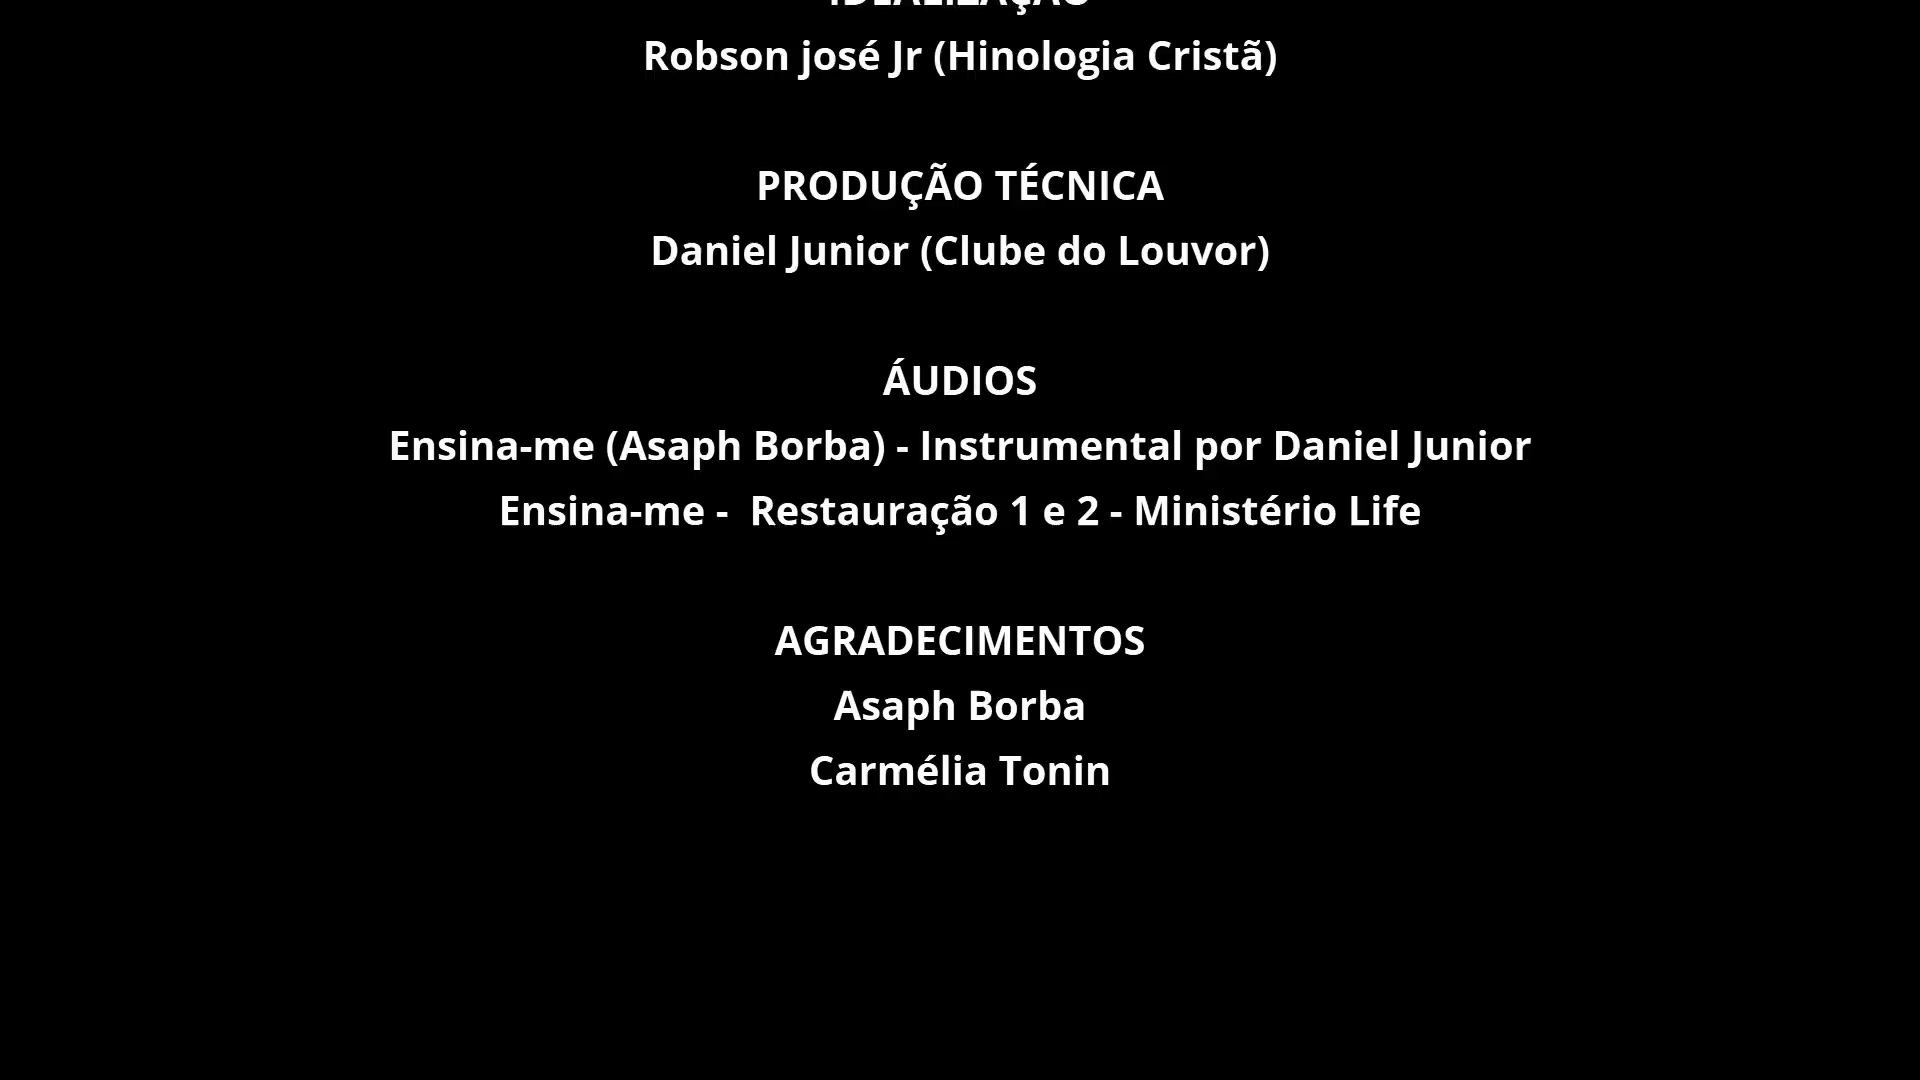 IDEALIZAÇÃO
Robson josé Jr (Hinologia Cristã)
PRODUÇÃO TÉCNICA
Daniel Junior (Clube do Louvor)
ÁUDIOS
Ensina-me (Asaph Borba) - Instrumental por Daniel Junior
Ensina-me -  Restauração 1 e 2 - Ministério Life
AGRADECIMENTOS
Asaph Borba
Carmélia Tonin